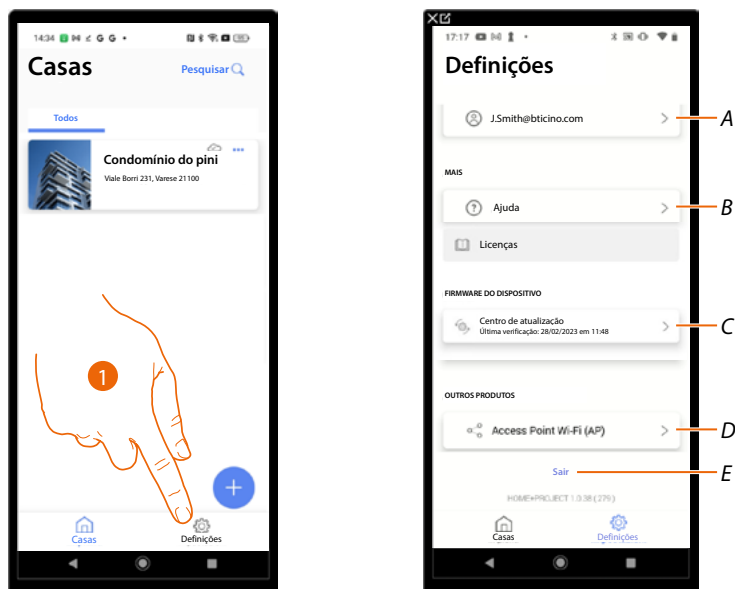 14:34
Casas
Pesquisar
Todos
Condomínio do pini
Viale Borri 231, Varese 21100
1
+
Casas
Definições
17:17
Definições
J.Smith@bticino.com
A
MAIS
Ajuda
B
Licenças
FIRMWARE DO DISPOSITIVO
Centro de atualização
Última verificação: 28/02/2023 em 11:48
C
OUTROS PRODUTOS
Access Point Wi-Fi (AP)
D
Sair
E
HOME+PROJECT 1.0.38 (279)
Casas
Definições